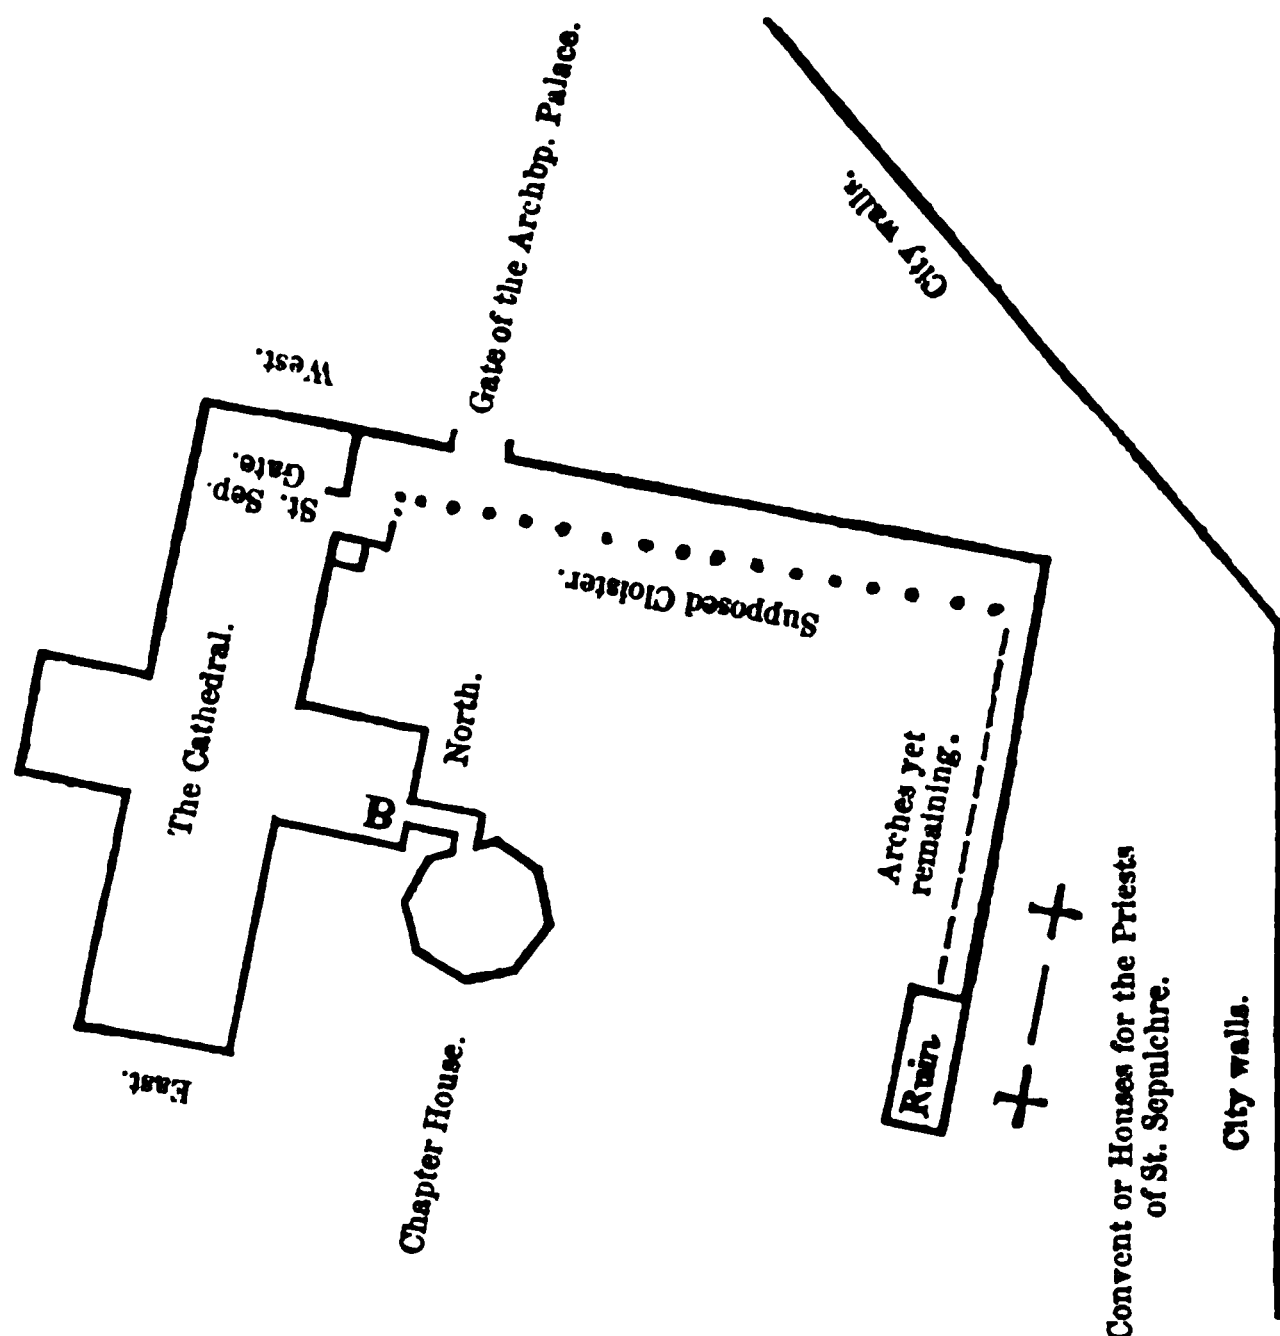 Gate of the Archbp. Palace.
City walls.
West.
St. Sep.
Gate.
Supposed Cloister.
The Cathedral.
North.
B
Arches yet
remaining.
East.
Chapter House.
Ruin
Convent or Houses for the Priests
of St. Sepulchre.
City walls.